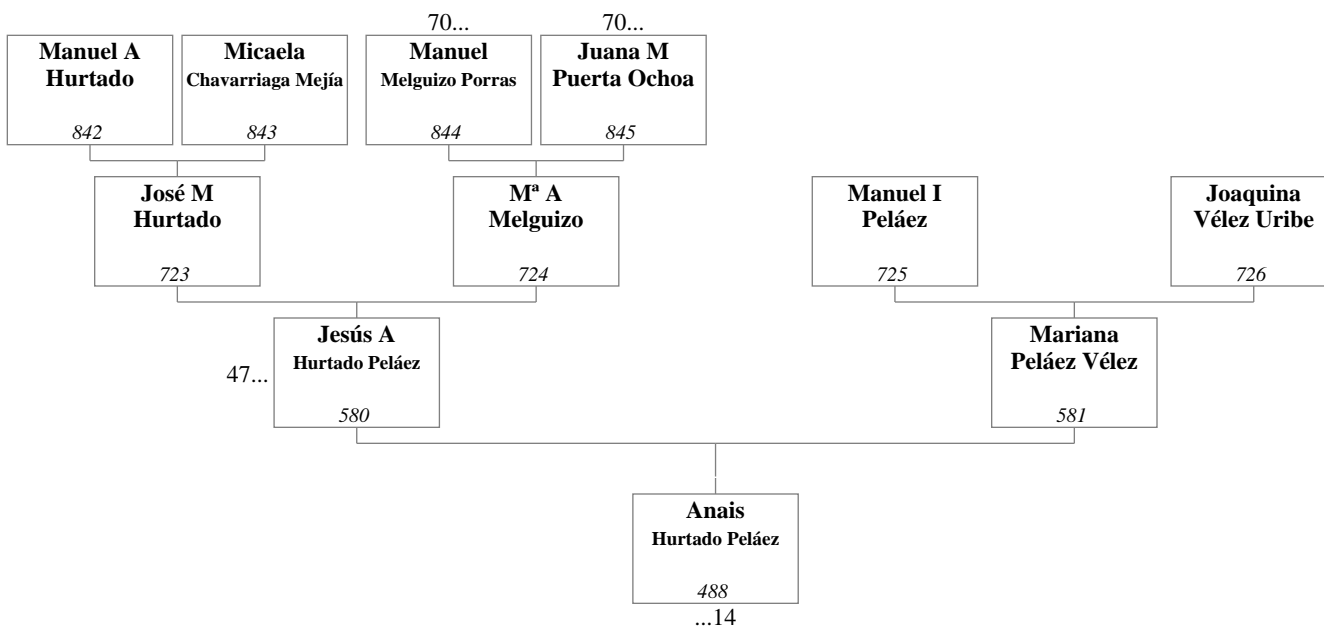 70...
70...
Manuel A
Hurtado
842
Micaela
Chavarriaga Mejía
843
Manuel
Melguizo Porras
844
Juana M
Puerta Ochoa
845
José M
Hurtado
723
Mª A
Melguizo
724
Manuel I
Peláez
725
Joaquina
Vélez Uribe
726
47...
Jesús A
Hurtado Peláez
580
Mariana
Peláez Vélez
581
Anais
Hurtado Peláez
488
...14